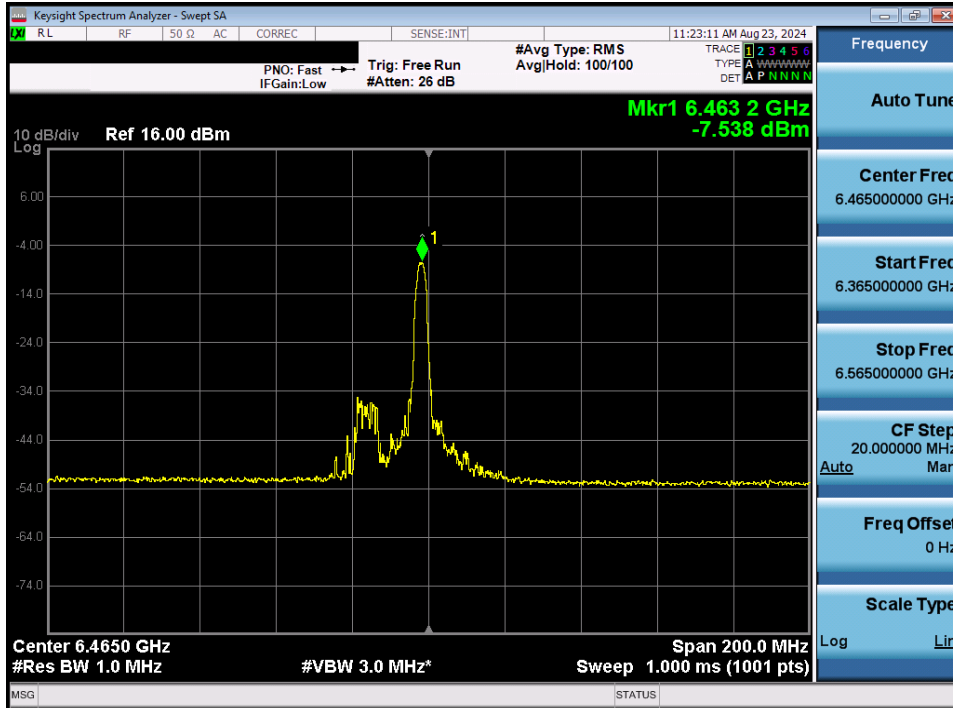 Keysight Spectrum Analyzer - Swept SA
LXI RL RF 50 Ω AC CORREC SENSE:INT 11:23:11 AM Aug 23, 2024
PNO: Fast
IFGain:Low
Trig: Free Run
#Atten: 26 dB
#Avg Type: RMS
Avg|Hold: 100/100
TRACE 1 2 3 4 5 6
TYPE A WWWWW
DET A P N N N N
Mkr1 6.463 2 GHz
-7.538 dBm
10 dB/div Ref 16.00 dBm
Log
6.00
-4.00
-14.0
-24.0
-34.0
-44.0
-54.0
-64.0
-74.0
1
Center 6.4650 GHz Span 200.0 MHz
#Res BW 1.0 MHz #VBW 3.0 MHz* Sweep 1.000 ms (1001 pts)
MSG STATUS
Frequency
Auto Tune
Center Freq
6.465000000 GHz
Start Freq
6.365000000 GHz
Stop Freq
6.565000000 GHz
CF Step
20.000000 MHz
Auto Man
Freq Offset
0 Hz
Scale Type
Log Lin